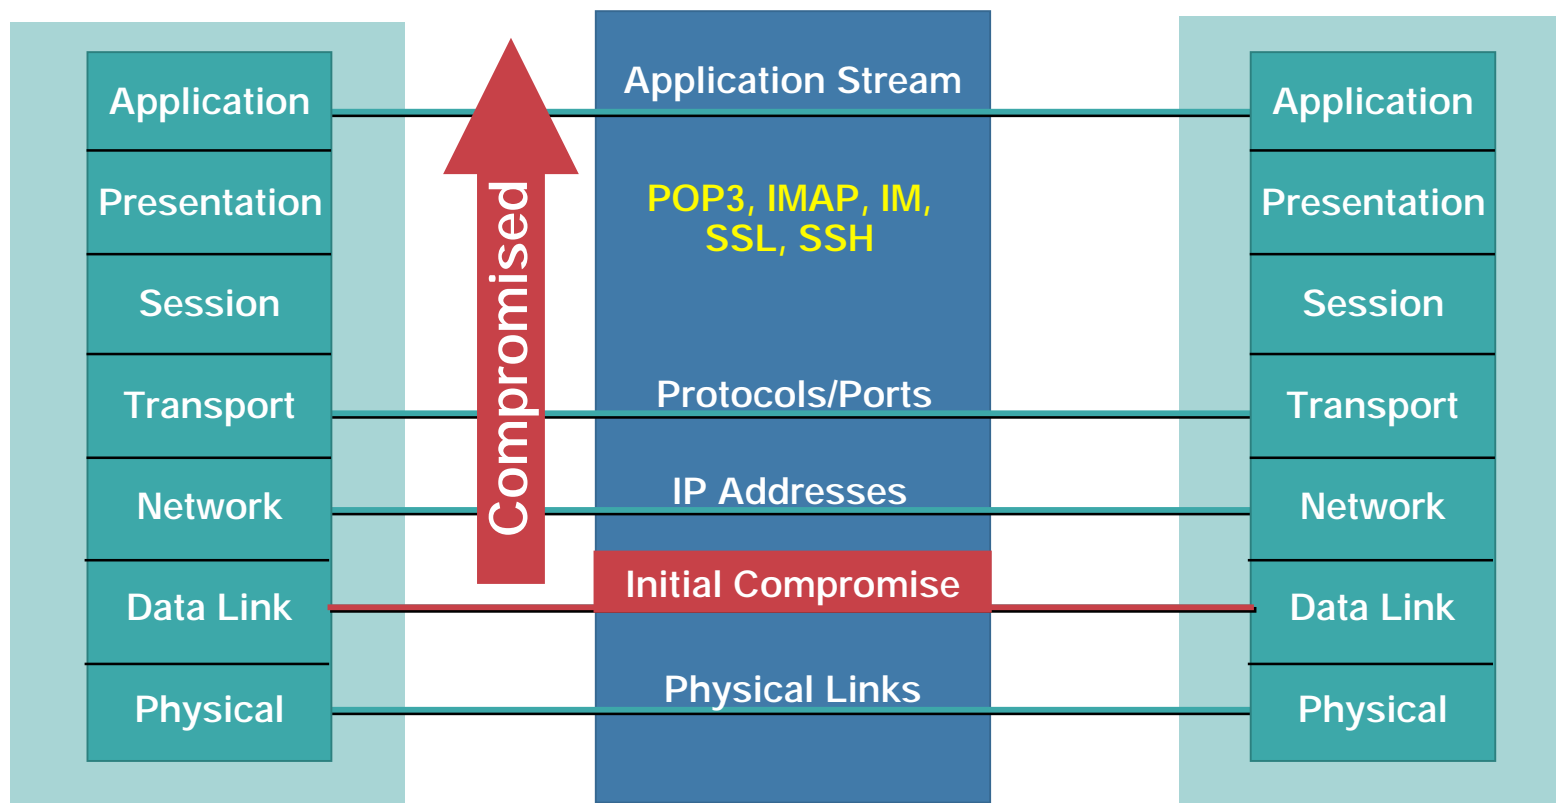 Application
Presentation
Session
Transport
Network
Data Link
Physical
Compromised
Application Stream
POP3, IMAP, IM,
SSL, SSH
Protocols/Ports
IP Addresses
Initial Compromise
Physical Links
Application
Presentation
Session
Transport
Network
Data Link
Physical